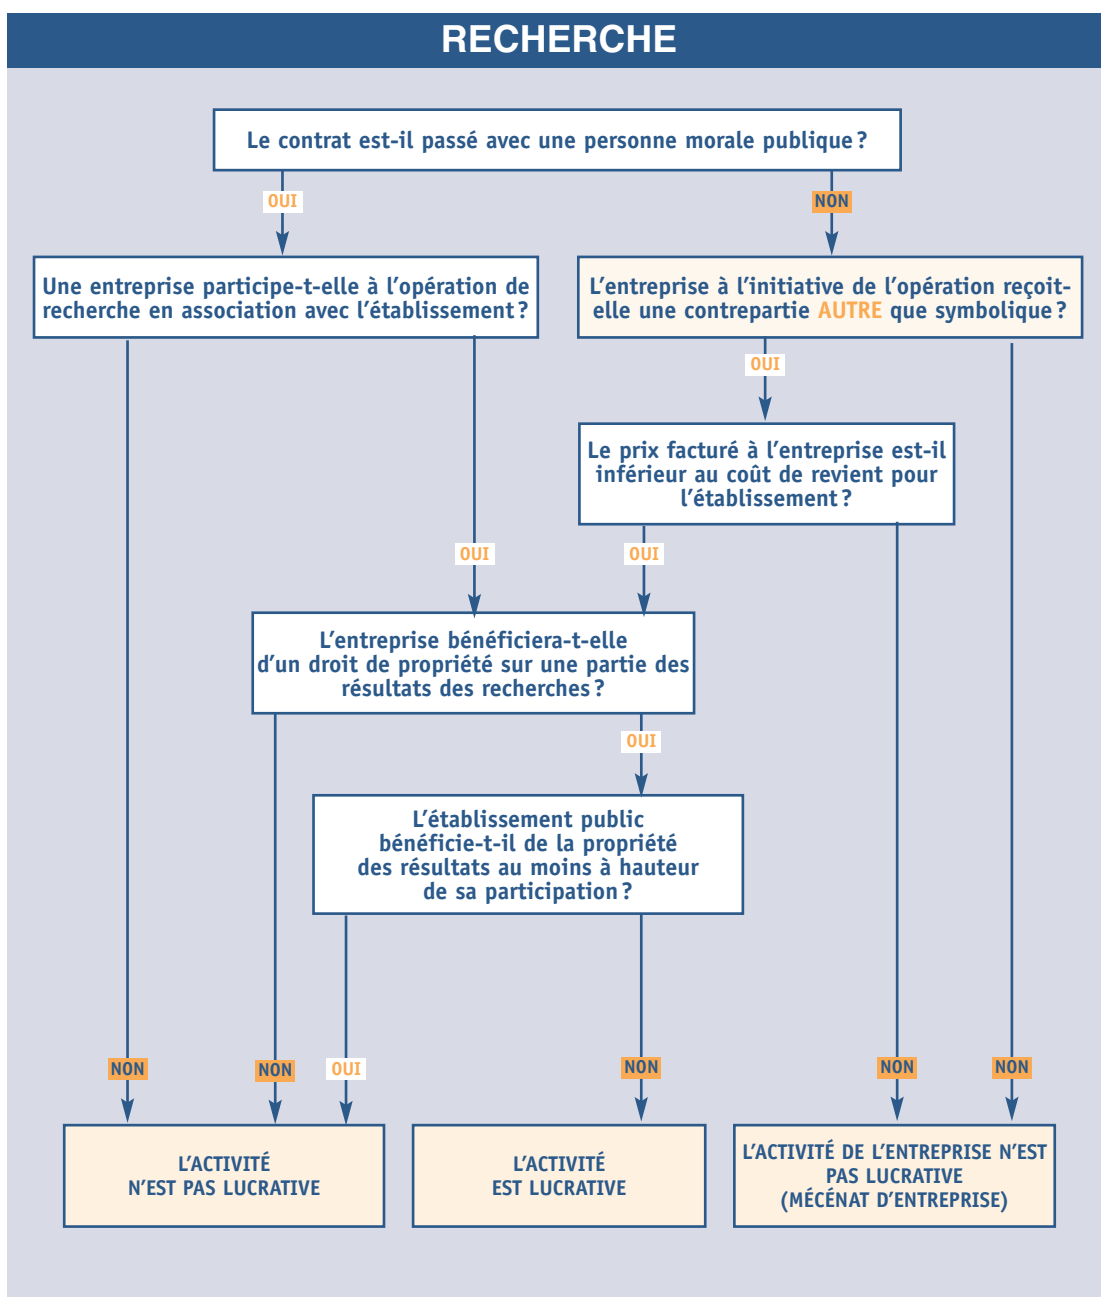 RECHERCHE
Le contrat est-il passé avec une personne morale publique ?
OUI
NON
Une entreprise participe-t-elle à l'opération de
recherche en association avec l'établissement ?
L'entreprise à l'initiative de l'opération reçoit-
elle une contrepartie AUTRE que symbolique ?
OUI
Le prix facturé à l'entreprise est-il
inférieur au coût de revient pour
l'établissement ?
OUI
OUI
L'entreprise bénéficiera-t-elle
d'un droit de propriété sur une partie des
résultats des recherches ?
OUI
L'établissement public
bénéficie-t-il de la propriété
des résultats au moins à hauteur
de sa participation ?
NON
NON
OUI
NON
NON
NON
L'ACTIVITÉ
N'EST PAS LUCRATIVE
L'ACTIVITÉ
EST LUCRATIVE
L'ACTIVITÉ DE L'ENTREPRISE N'EST
PAS LUCRATIVE
(MÉCÉNAT D'ENTREPRISE)